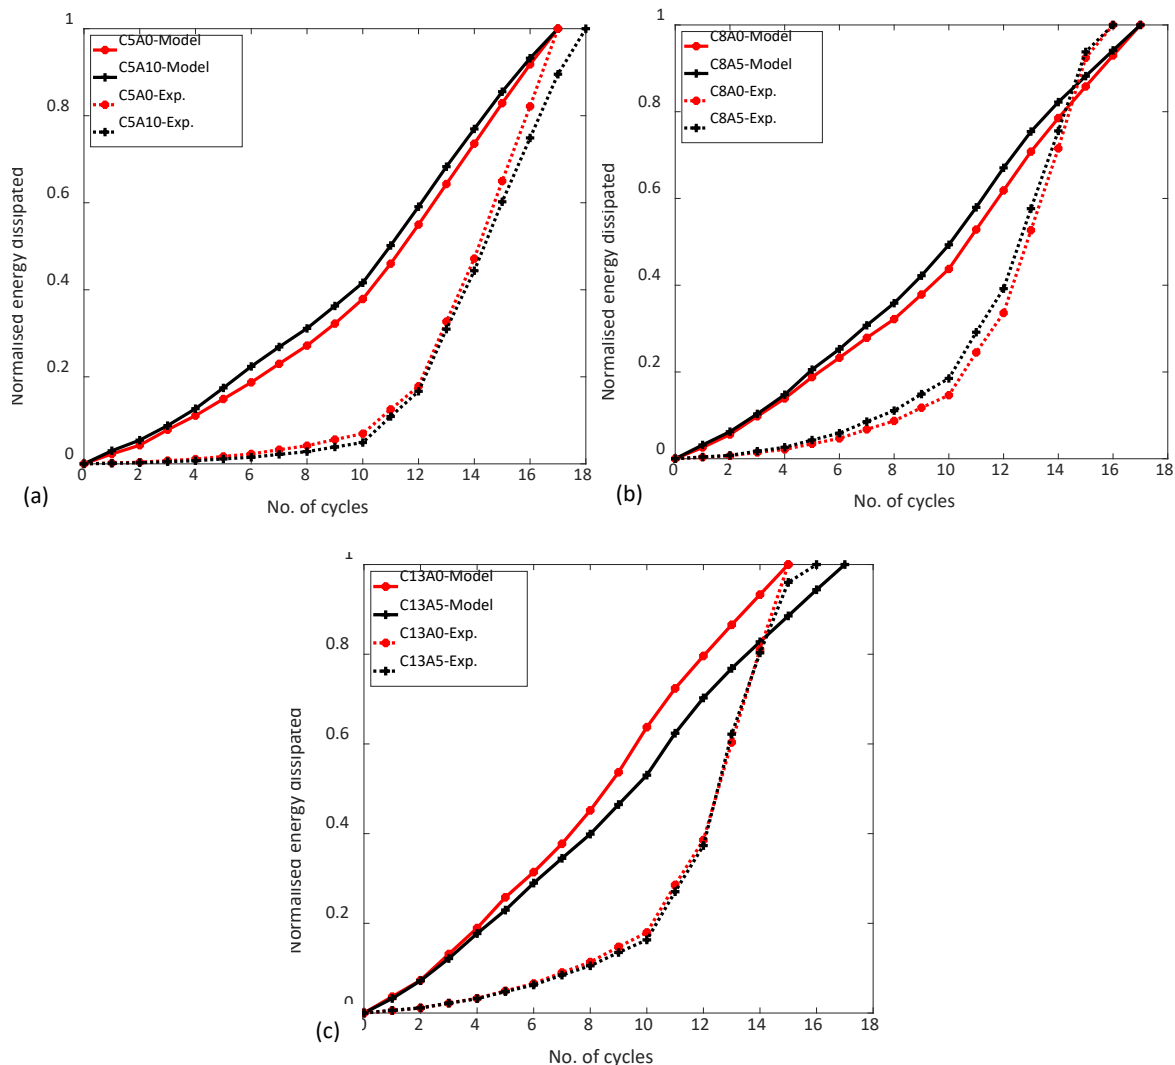 1
C5A0-Model
C5A10-Model
C5A0-Exp.
C5A10-Exp.
0.8
0.6
0.4
0.2
0
Normalised energy dissipated
0 2 4 6 8 10 12 14 16 18
No. of cycles
(a)
1
C8A0-Model
C8A5-Model
C8A0-Exp.
C8A5-Exp.
0.8
0.6
0.4
0.2
0
Normalised energy dissipated
0 2 4 6 8 10 12 14 16 18
No. of cycles
(b)
1
C13A0-Model
C13A5-Model
C13A0-Exp.
C13A5-Exp.
0.8
0.6
0.4
0.2
0
Normalised energy dissipated
0 2 4 6 8 10 12 14 16 18
No. of cycles
(c)